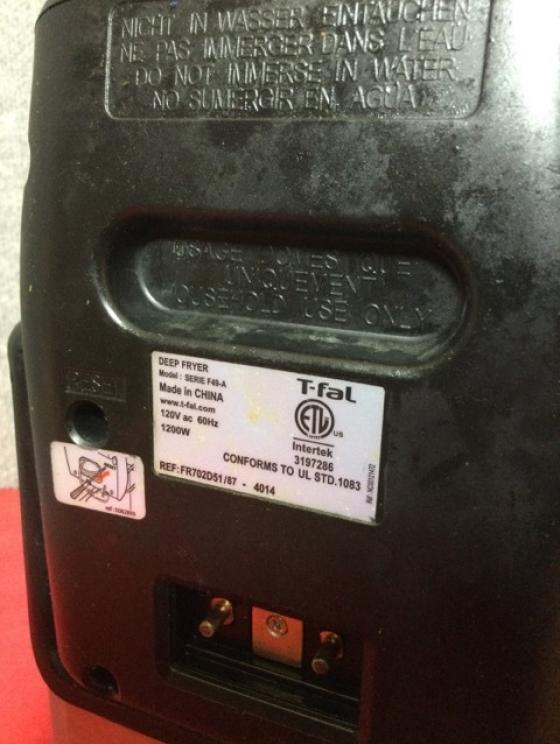 NICHT IN WASSER EINTAUCHEN
NE PAS IMMERGER DANS L'EAU
DO NOT IMMERSE IN WATER
NO SUMERGIR EN AGUA
USAGE DOMESTIQUE
UNIQUEMENT
HOUSEHOLD USE ONLY
RESET
DEEP FRYER
Model : SERIE F49-A
Made in CHINA
www.t-fal.com
120V ac 60Hz
1200W
T-faL
ETL
US
Intertek
3197286
CONFORMS TO UL STD.1083
REF:FR702D51/87 - 4014